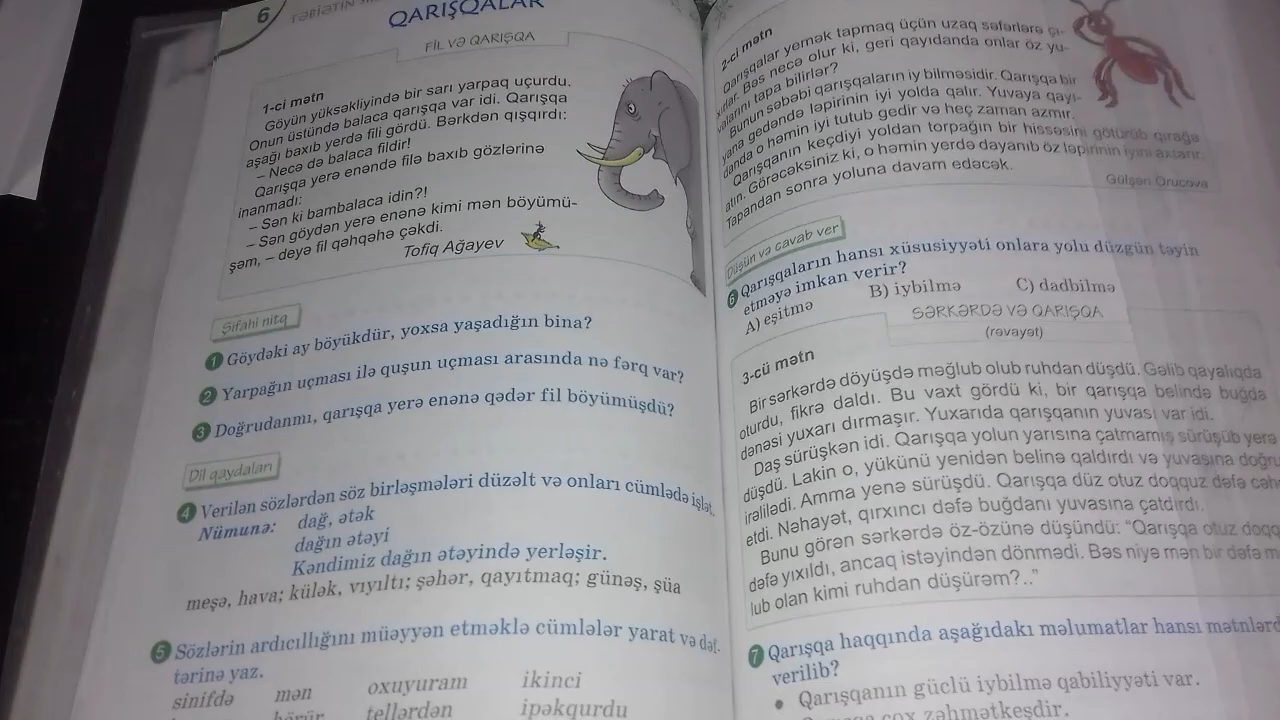 6
TƏBİƏTİN
QARIŞQALAR
FİL VƏ QARIŞQA
1-ci mətn
Göyün yüksəkliyində bir sarı yarpaq uçurdu.
Onun üstündə balaca qarışqa var idi. Qarışqa
aşağı baxıb yerdə fili gördü. Bərkdən qışqırdı:
– Necə də balaca fildir!
Qarışqa yerə enəndə filə baxıb gözlərinə
inanmadı:
– Sən ki bambalaca idin?!
– Sən göydən yerə enənə kimi mən böyümü-
şəm, – deyə fil qəhqəhə çəkdi.
Tofiq Ağayev
Şifahi nitq
1 Göydəki ay böyükdür, yoxsa yaşadığın bina?
2 Yarpağın uçması ilə quşun uçması arasında nə fərq var?
3 Doğrudanmı, qarışqa yerə enənə qədər fil böyümüşdü?
Dil qaydaları
4 Verilən sözlərdən söz birləşmələri düzəlt və onları cümlədə işlət.
Nümunə: dağ, ətək
dağın ətəyi
Kəndimiz dağın ətəyində yerləşir.
meşə, hava; külək, vıyıltı; şəhər, qayıtmaq; günəş, şüa
5 Sözlərin ardıcıllığını müəyyən etməklə cümlələr yarat və dəf-
tərinə yaz.
sinifdə mən oxuyuram ikinci
hörür tellərdən ipəkqurdu
2-ci mətn
Qarışqalar yemək tapmaq üçün uzaq səfərlərə çı-
xırlar. Bəs necə olur ki, geri qayıdanda onlar öz yu-
valarını tapa bilirlər?
Bunun səbəbi qarışqaların iy bilməsidir. Qarışqa bir
yana gedəndə ləpirinin iyi yolda qalır. Yuvaya qayı-
danda o həmin iyi tutub gedir və heç zaman azmır.
Qarışqanın keçdiyi yoldan torpağın bir hissəsini götürüb qırağa
atın. Görəcəksiniz ki, o həmin yerdə dayanıb öz ləpirinin iyini axtarır.
Tapandan sonra yoluna davam edəcək.
Gülşən Orucova
Düşün və cavab ver
6 Qarışqaların hansı xüsusiyyəti onlara yolu düzgün təyin
etməyə imkan verir?
A) eşitmə B) iybilmə C) dadbilmə
SƏRKƏRDƏ VƏ QARIŞQA
(rəvayət)
3-cü mətn
Bir sərkərdə döyüşdə məğlub olub ruhdan düşdü. Gəlib qayalıqda
oturdu, fikrə daldı. Bu vaxt gördü ki, bir qarışqa belində buğda
dənəsi yuxarı dırmaşır. Yuxarıda qarışqanın yuvası var idi.
Daş sürüşkən idi. Qarışqa yolun yarısına çatmamış sürüşüb yerə
düşdü. Lakin o, yükünü yenidən belinə qaldırdı və yuvasına doğru
irəlilədi. Amma yenə sürüşdü. Qarışqa düz otuz doqquz dəfə cəh
etdi. Nəhayət, qırxıncı dəfə buğdanı yuvasına çatdırdı.
Bunu görən sərkərdə öz-özünə düşündü: “Qarışqa otuz doqq
dəfə yıxıldı, ancaq istəyindən dönmədi. Bəs niyə mən bir dəfə m
lub olan kimi ruhdan düşürəm?..”
7 Qarışqa haqqında aşağıdakı məlumatlar hansı mətnlərd
verilib?
• Qarışqanın güclü iybilmə qabiliyyəti var.
çox zəhmətkeşdir.